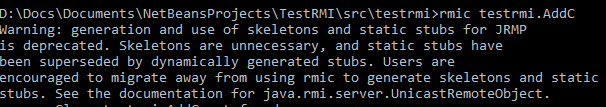 D:\Docs\Documents\NetBeansProjects\TestRMI\src\testrmi>rmic testrmi.AddC
Warning: generation and use of skeletons and static stubs for JRMP
is deprecated. Skeletons are unnecessary, and static stubs have
been superseded by dynamically generated stubs. Users are
encouraged to migrate away from using rmic to generate skeletons and static
stubs. See the documentation for java.rmi.server.UnicastRemoteObject.